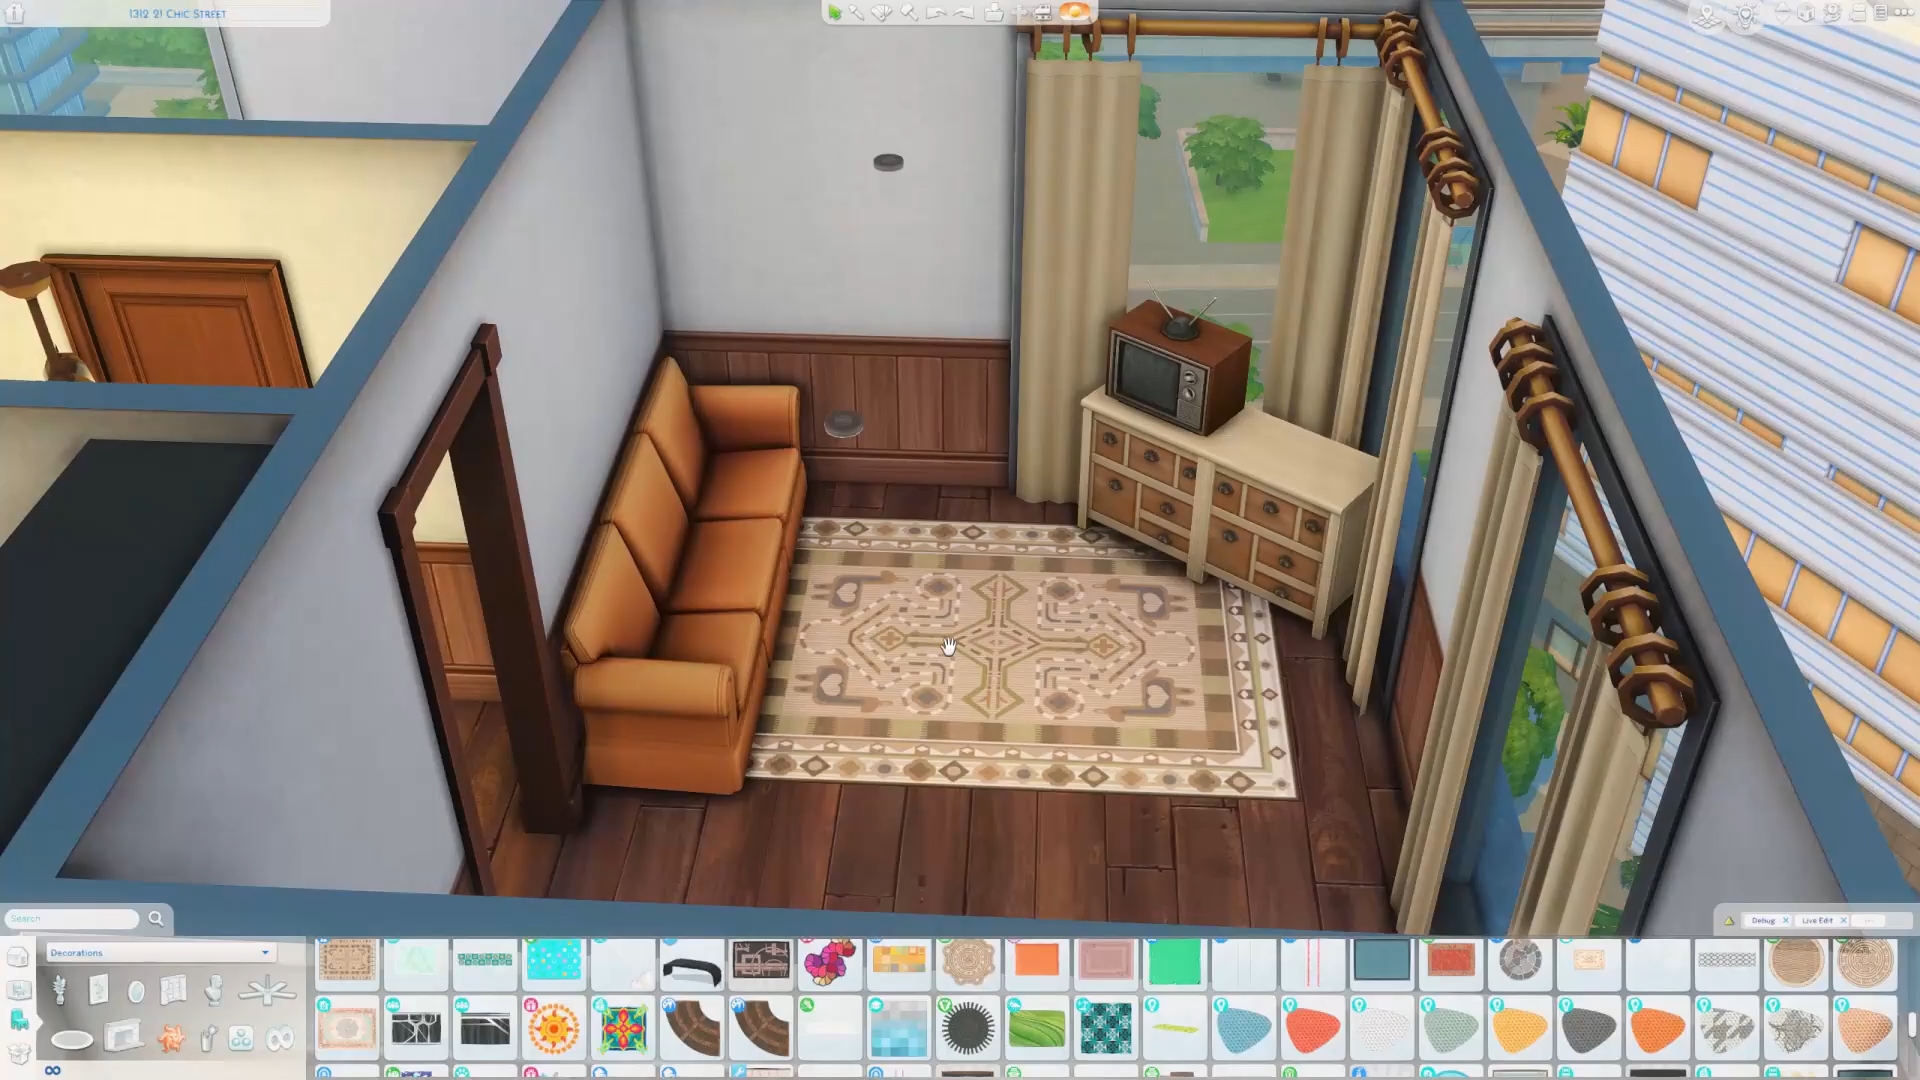 1312 21 Chic Street
Search
Debug
Live Edit
Decorations